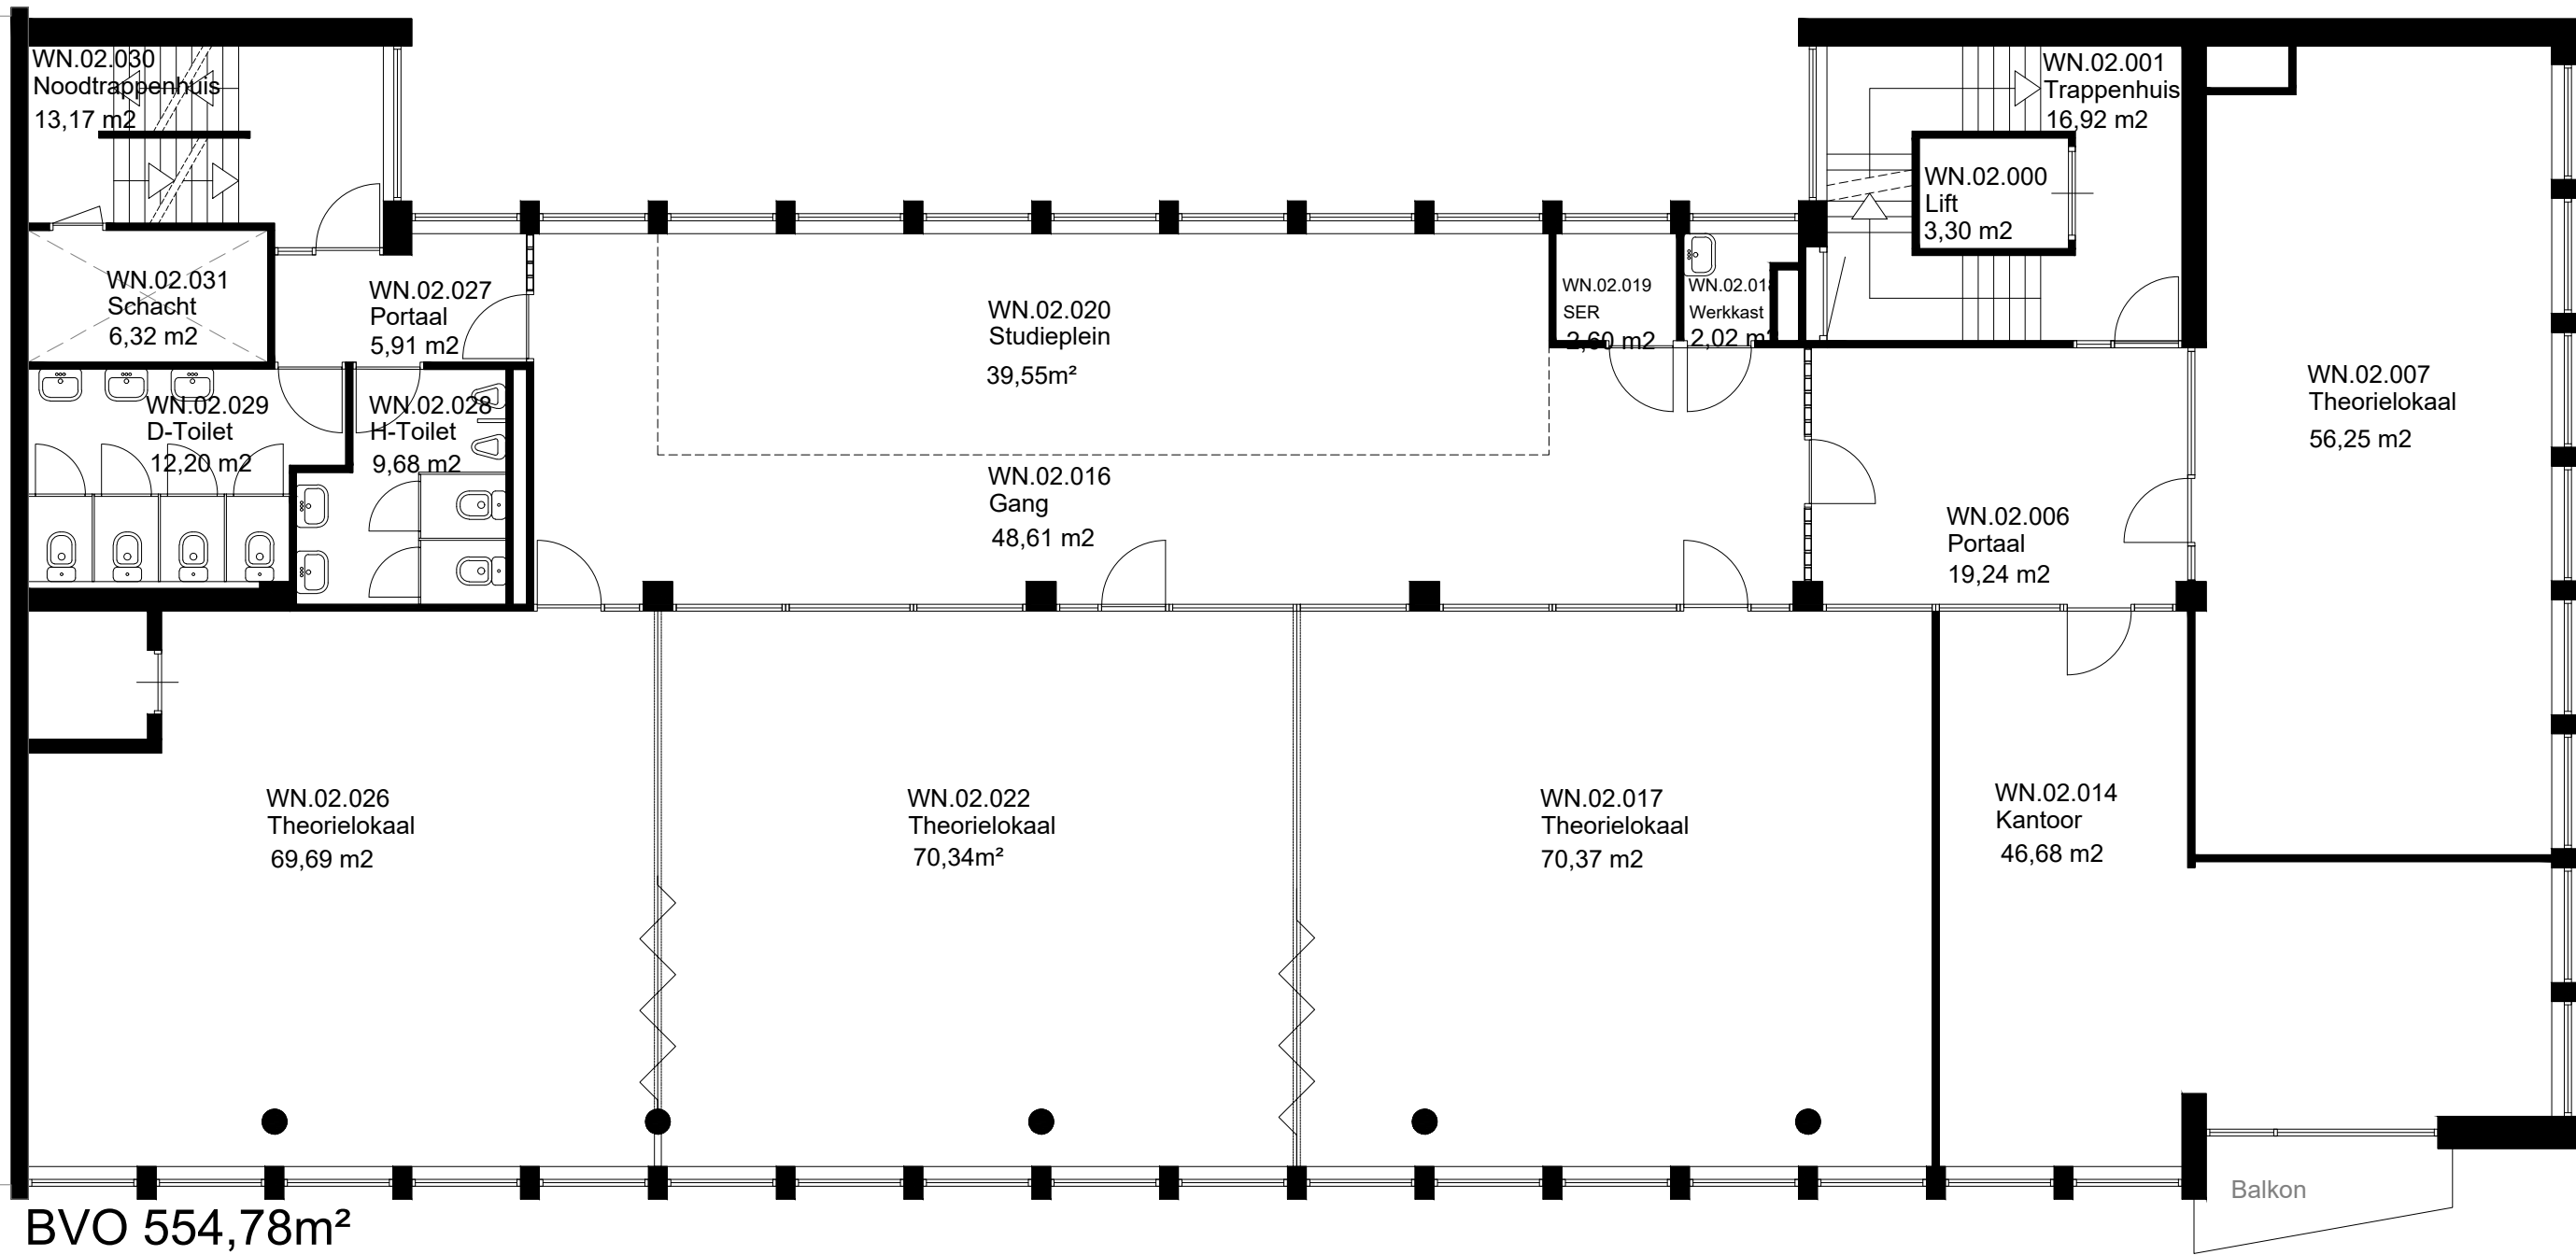 WN.02.030
Noodtrappenhuis
13,17 m2
WN.02.031
Schacht
6,32 m2
WN.02.027
Portaal
5,91 m2
WN.02.029
D-Toilet
12,20 m2
WN.02.028
H-Toilet
9,68 m2
WN.02.020
Studieplein
39,55m²
WN.02.016
Gang
48,61 m2
WN.02.019
SER
2,60 m2
WN.02.018
Werkkast
2,02 m2
WN.02.001
Trappenhuis
16,92 m2
WN.02.000
Lift
3,30 m2
WN.02.006
Portaal
19,24 m2
WN.02.007
Theorielokaal
56,25 m2
WN.02.026
Theorielokaal
69,69 m2
WN.02.022
Theorielokaal
70,34m²
WN.02.017
Theorielokaal
70,37 m2
WN.02.014
Kantoor
46,68 m2
Balkon
BVO 554,78m²